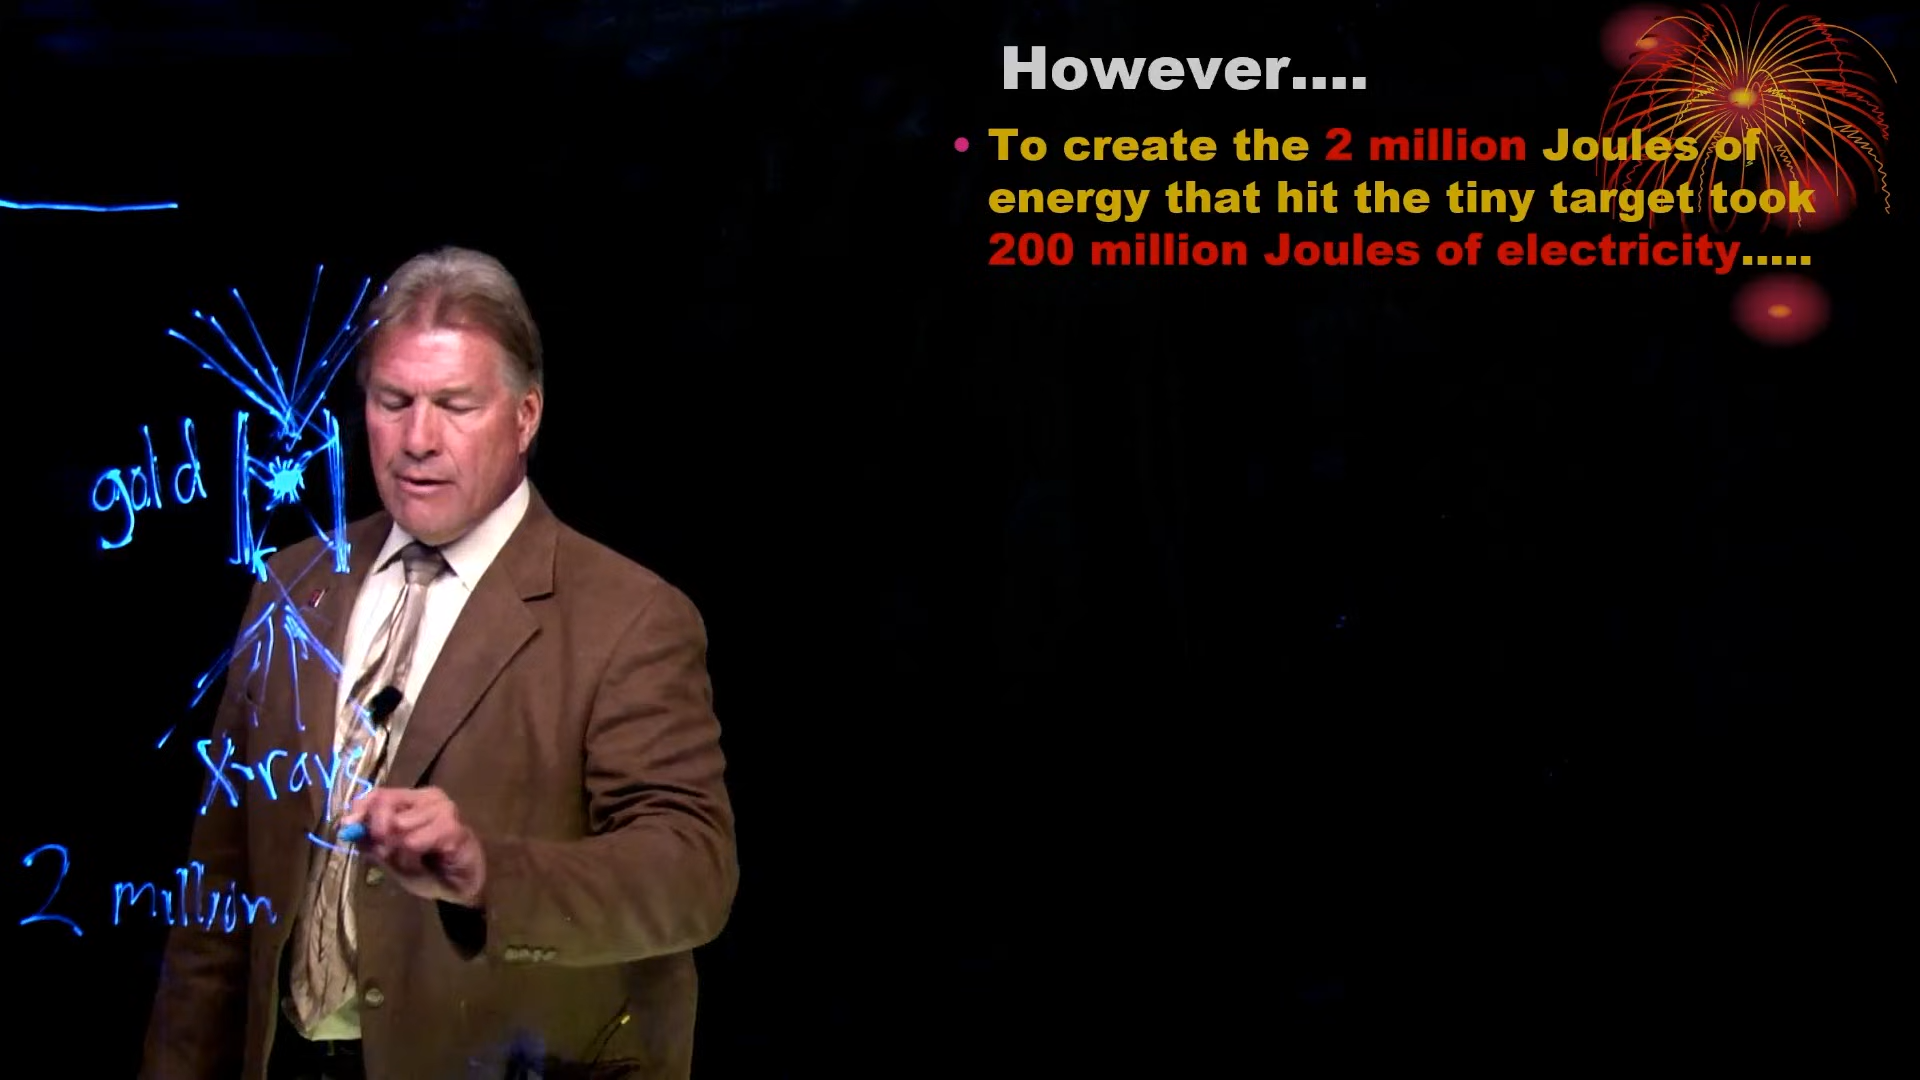 However....
• To create the 2 million Joules of
energy that hit the tiny target took
200 million Joules of electricity.....
gold
x-rays
2 million